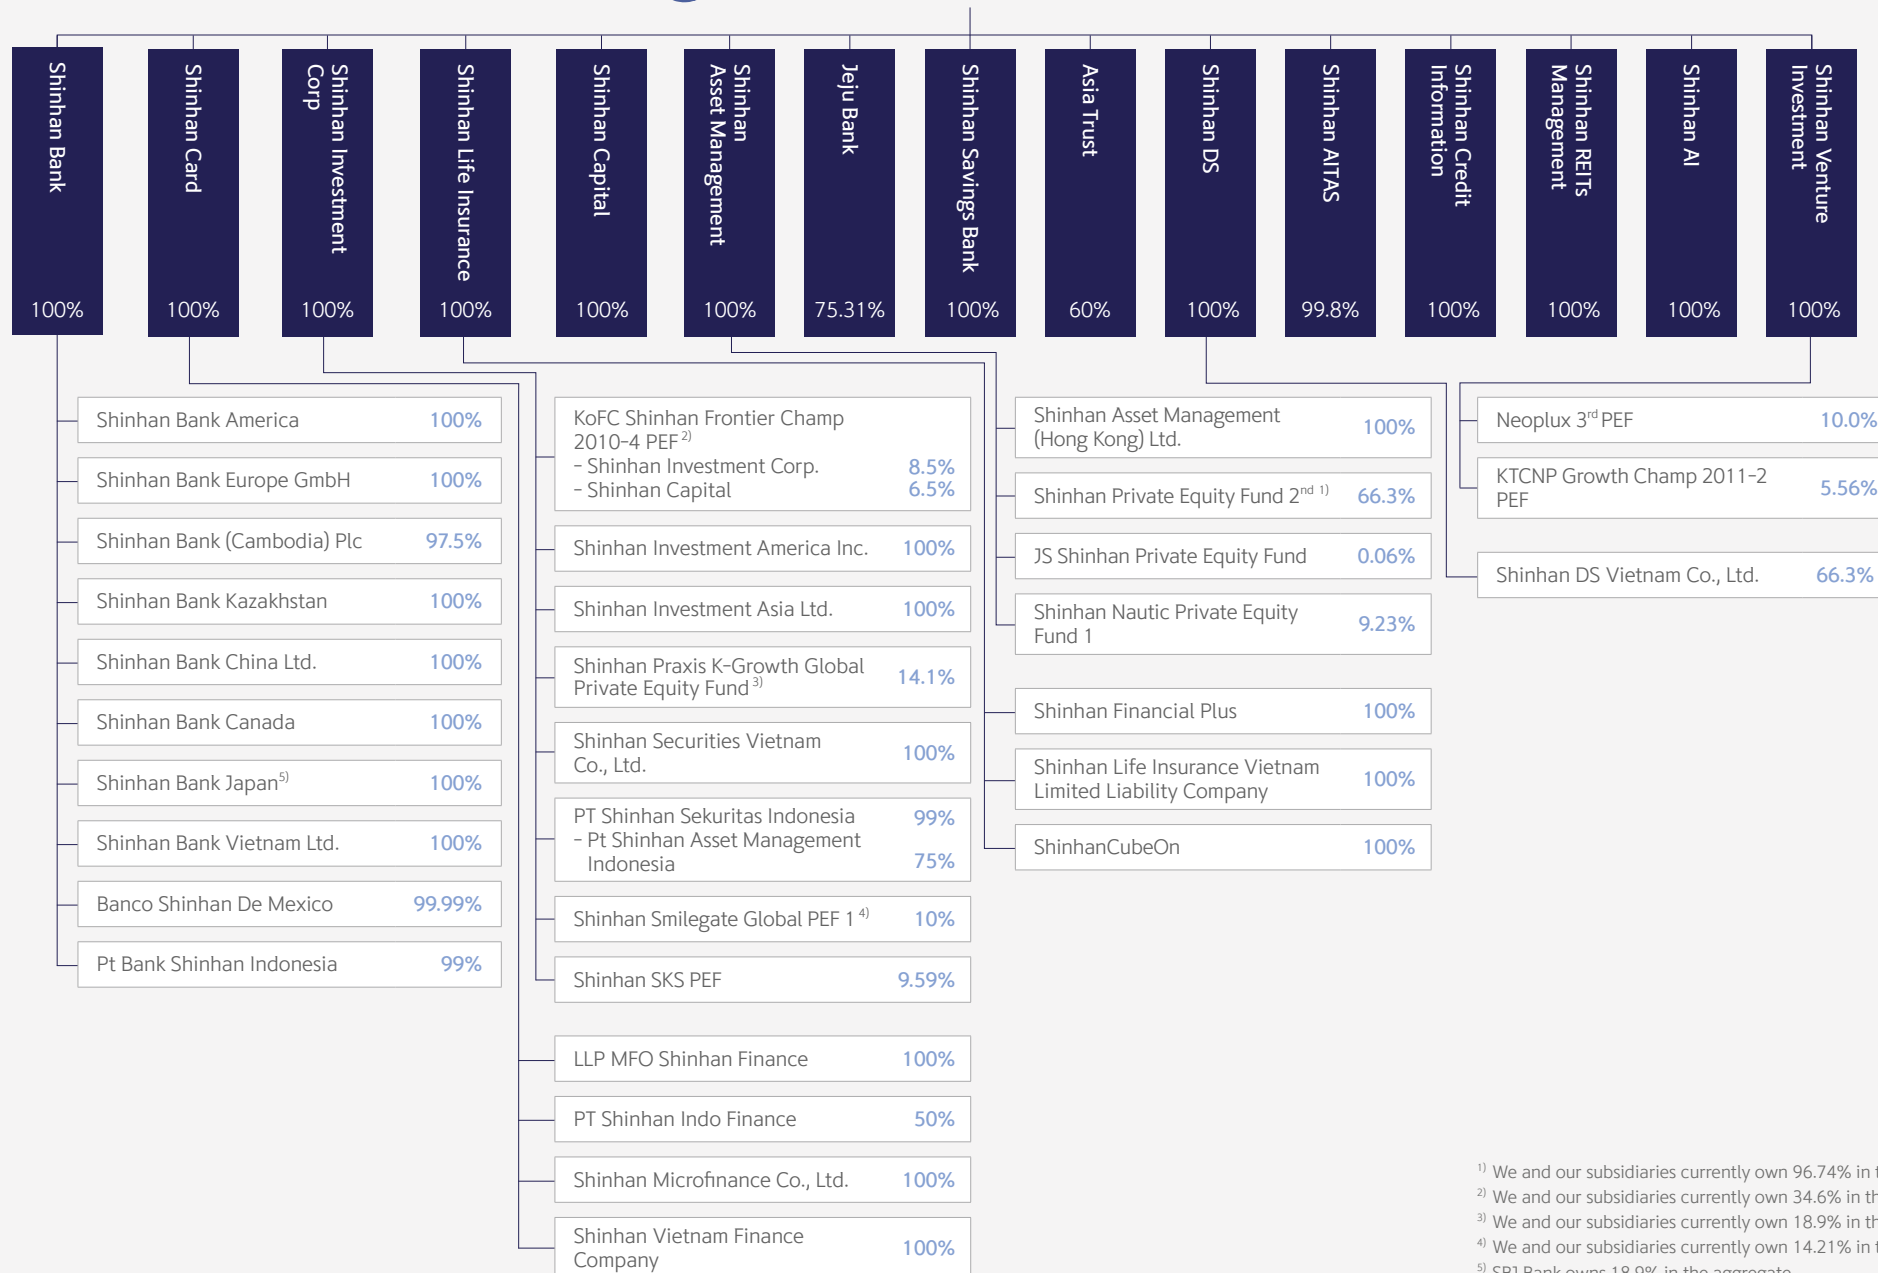 Shinhan Bank
100%
Shinhan Card
100%
Shinhan Investment
Corp
100%
Shinhan Life Insurance
100%
Shinhan Capital
100%
Shinhan
Asset Management
100%
Jeju Bank
75.31%
Shinhan Savings Bank
100%
Asia Trust
60%
Shinhan DS
100%
Shinhan AITAS
99.8%
Shinhan Credit
Information
100%
Shinhan REITs
Management
100%
Shinhan AI
100%
Shinhan Venture
Investment
100%
Shinhan Bank America 100%
Shinhan Bank Europe GmbH 100%
Shinhan Bank (Cambodia) Plc 97.5%
Shinhan Bank Kazakhstan 100%
Shinhan Bank China Ltd. 100%
Shinhan Bank Canada 100%
Shinhan Bank Japan5) 100%
Shinhan Bank Vietnam Ltd. 100%
Banco Shinhan De Mexico 99.99%
Pt Bank Shinhan Indonesia 99%
KoFC Shinhan Frontier Champ
2010-4 PEF2)
- Shinhan Investment Corp. 8.5%
- Shinhan Capital 6.5%
Shinhan Investment America Inc. 100%
Shinhan Investment Asia Ltd. 100%
Shinhan Praxis K-Growth Global
Private Equity Fund3) 14.1%
Shinhan Securities Vietnam
Co., Ltd. 100%
PT Shinhan Sekuritas Indonesia 99%
- Pt Shinhan Asset Management
Indonesia 75%
Shinhan Smilegate Global PEF 1 4) 10%
Shinhan SKS PEF 9.59%
LLP MFO Shinhan Finance 100%
PT Shinhan Indo Finance 50%
Shinhan Microfinance Co., Ltd. 100%
Shinhan Vietnam Finance
Company 100%
Shinhan Asset Management
(Hong Kong) Ltd. 100%
Shinhan Private Equity Fund 2nd 1) 66.3%
JS Shinhan Private Equity Fund 0.06%
Shinhan Nautic Private Equity
Fund 1 9.23%
Shinhan Financial Plus 100%
Shinhan Life Insurance Vietnam
Limited Liability Company 100%
ShinhanCubeOn 100%
Neoplux 3rd PEF 10.0%
KTCNP Growth Champ 2011-2
PEF 5.56%
Shinhan DS Vietnam Co., Ltd. 66.3%
1) We and our subsidiaries currently own 96.74% in
2) We and our subsidiaries currently own 34.6% in
3) We and our subsidiaries currently own 18.9% in
4) We and our subsidiaries currently own 14.21% in
5) SBJ Bank owns 18.9% in the aggregate